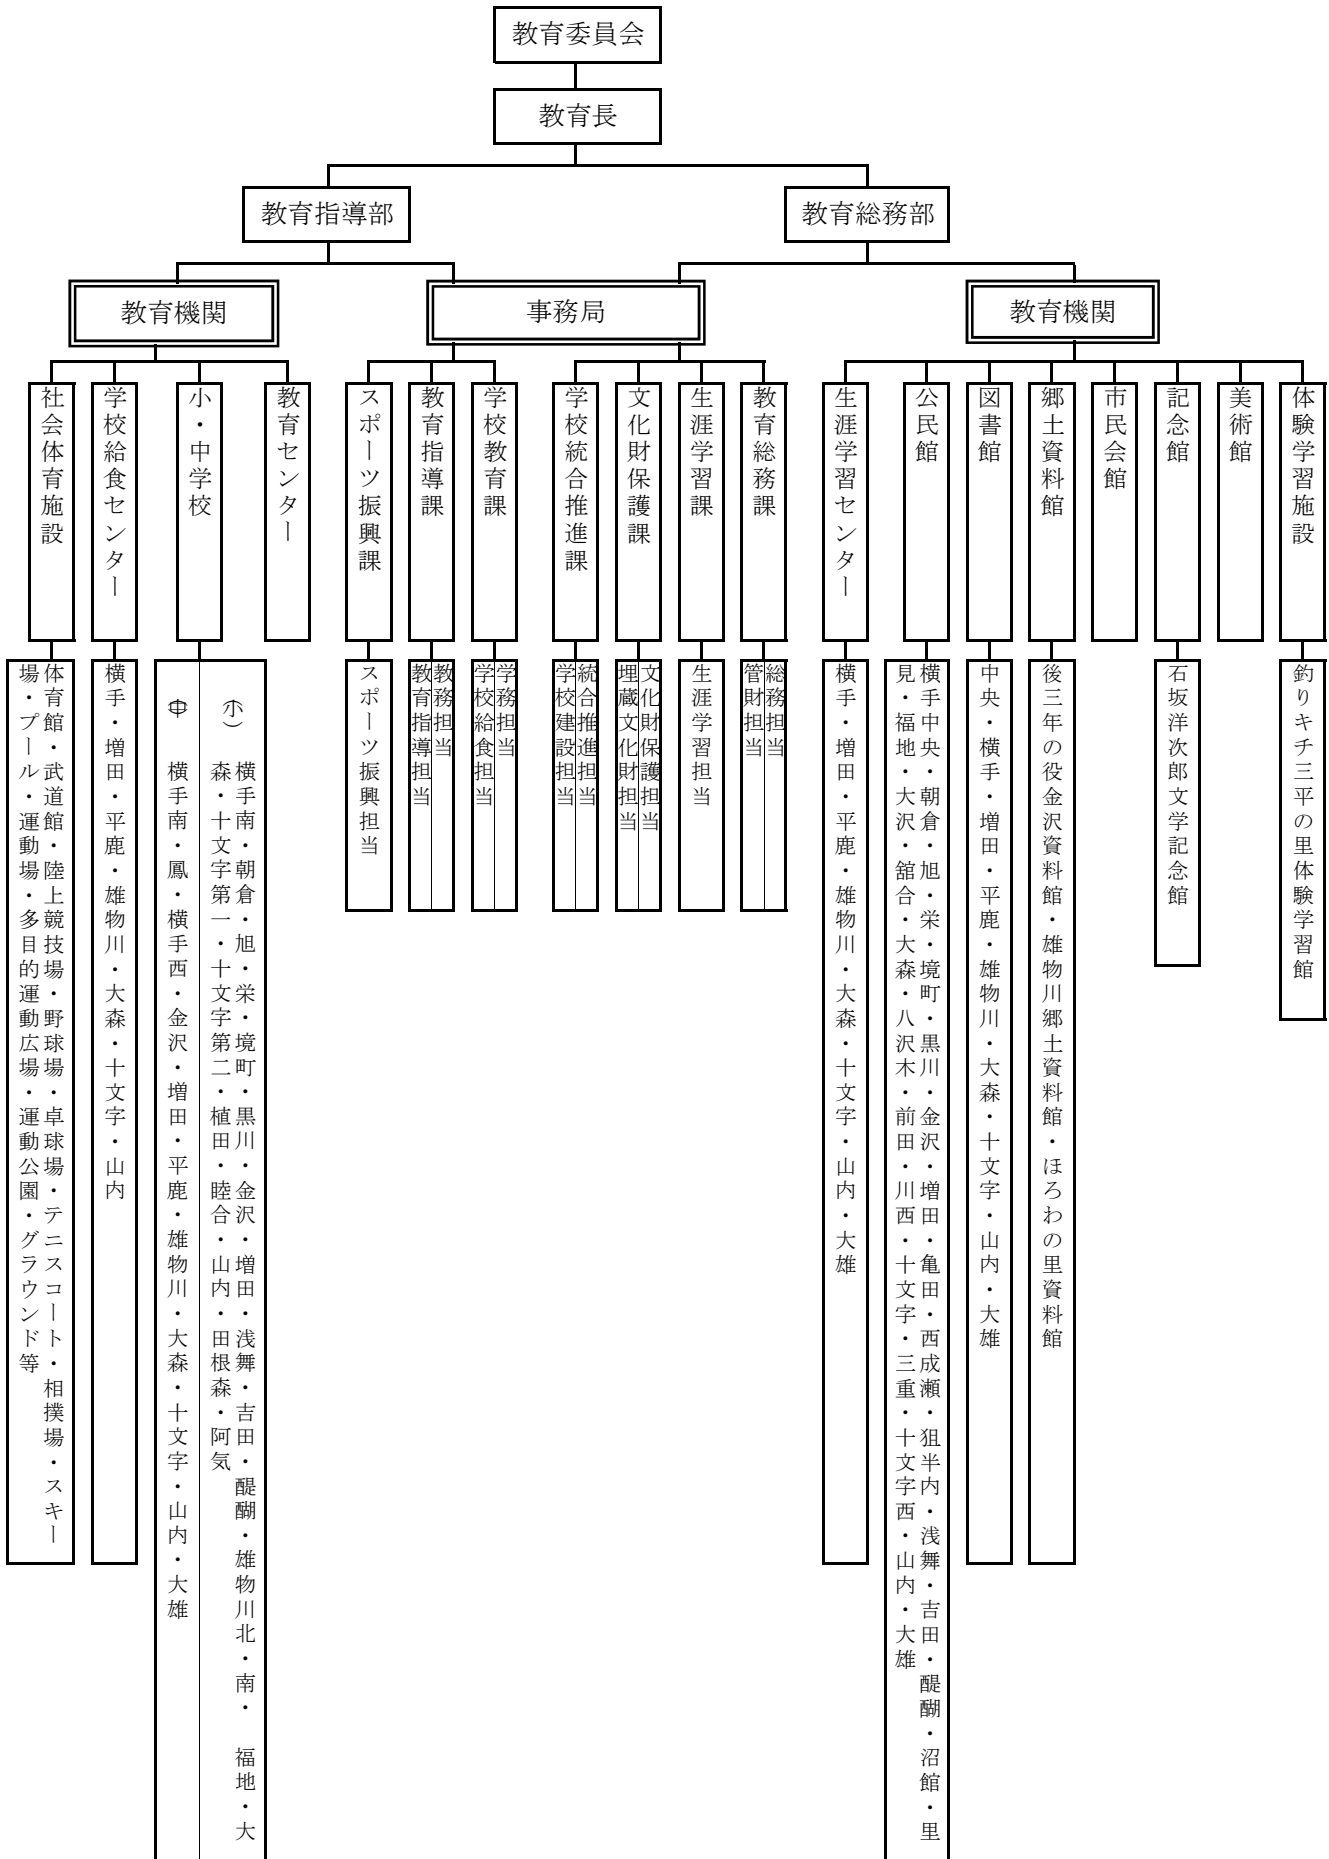 教育委員会
教育長
教育指導部
教育総務部
教育機関
事務局
教育機関
社会体育施設
学校給食センター
小・中学校
教育センター
スポーツ振興課
教育指導課
学校教育課
学校統合推進課
文化財保護課
生涯学習課
教育総務課
生涯学習センター
公民館
図書館
郷土資料館
市民会館
記念館
美術館
体験学習施設
体育館・武道館・陸上競技場・野球場・卓球場・テニスコート・相撲場・スキー
場・プール・運動場・多目的運動広場・運動公園・グラウンド等
横手・増田・平鹿・雄物川・大森・十文字・山内
(小) 横手南・朝倉・旭・栄・境町・黒川・金沢・増田・浅舞・吉田・醍醐・雄物川北・南・ 福地・大
森・十文字第一・十文字第二・植田・睦合・山内・田根森・阿気
(中) 横手南・鳳・横手西・金沢・増田・平鹿・雄物川・大森・十文字・山内・大雄
スポーツ振興担当
教務担当
教育指導担当
学務担当
学校給食担当
統合推進担当
学校建設担当
文化財保護担当
埋蔵文化財担当
生涯学習担当
総務担当
管財担当
横手・増田・平鹿・雄物川・大森・十文字・山内・大雄
横手中央・朝倉・旭・栄・境町・黒川・金沢・増田・亀田・西成瀬・狙半内・浅舞・吉田・醍醐・沼館・里
見・福地・大沢・舘合・大森・八沢木・前田・川西・十文字・三重・十文字西・山内・大雄
中央・横手・増田・平鹿・雄物川・大森・十文字・山内・大雄
後三年の役金沢資料館・雄物川郷土資料館・ほろわの里資料館
石坂洋次郎文学記念館
釣りキチ三平の里体験学習館